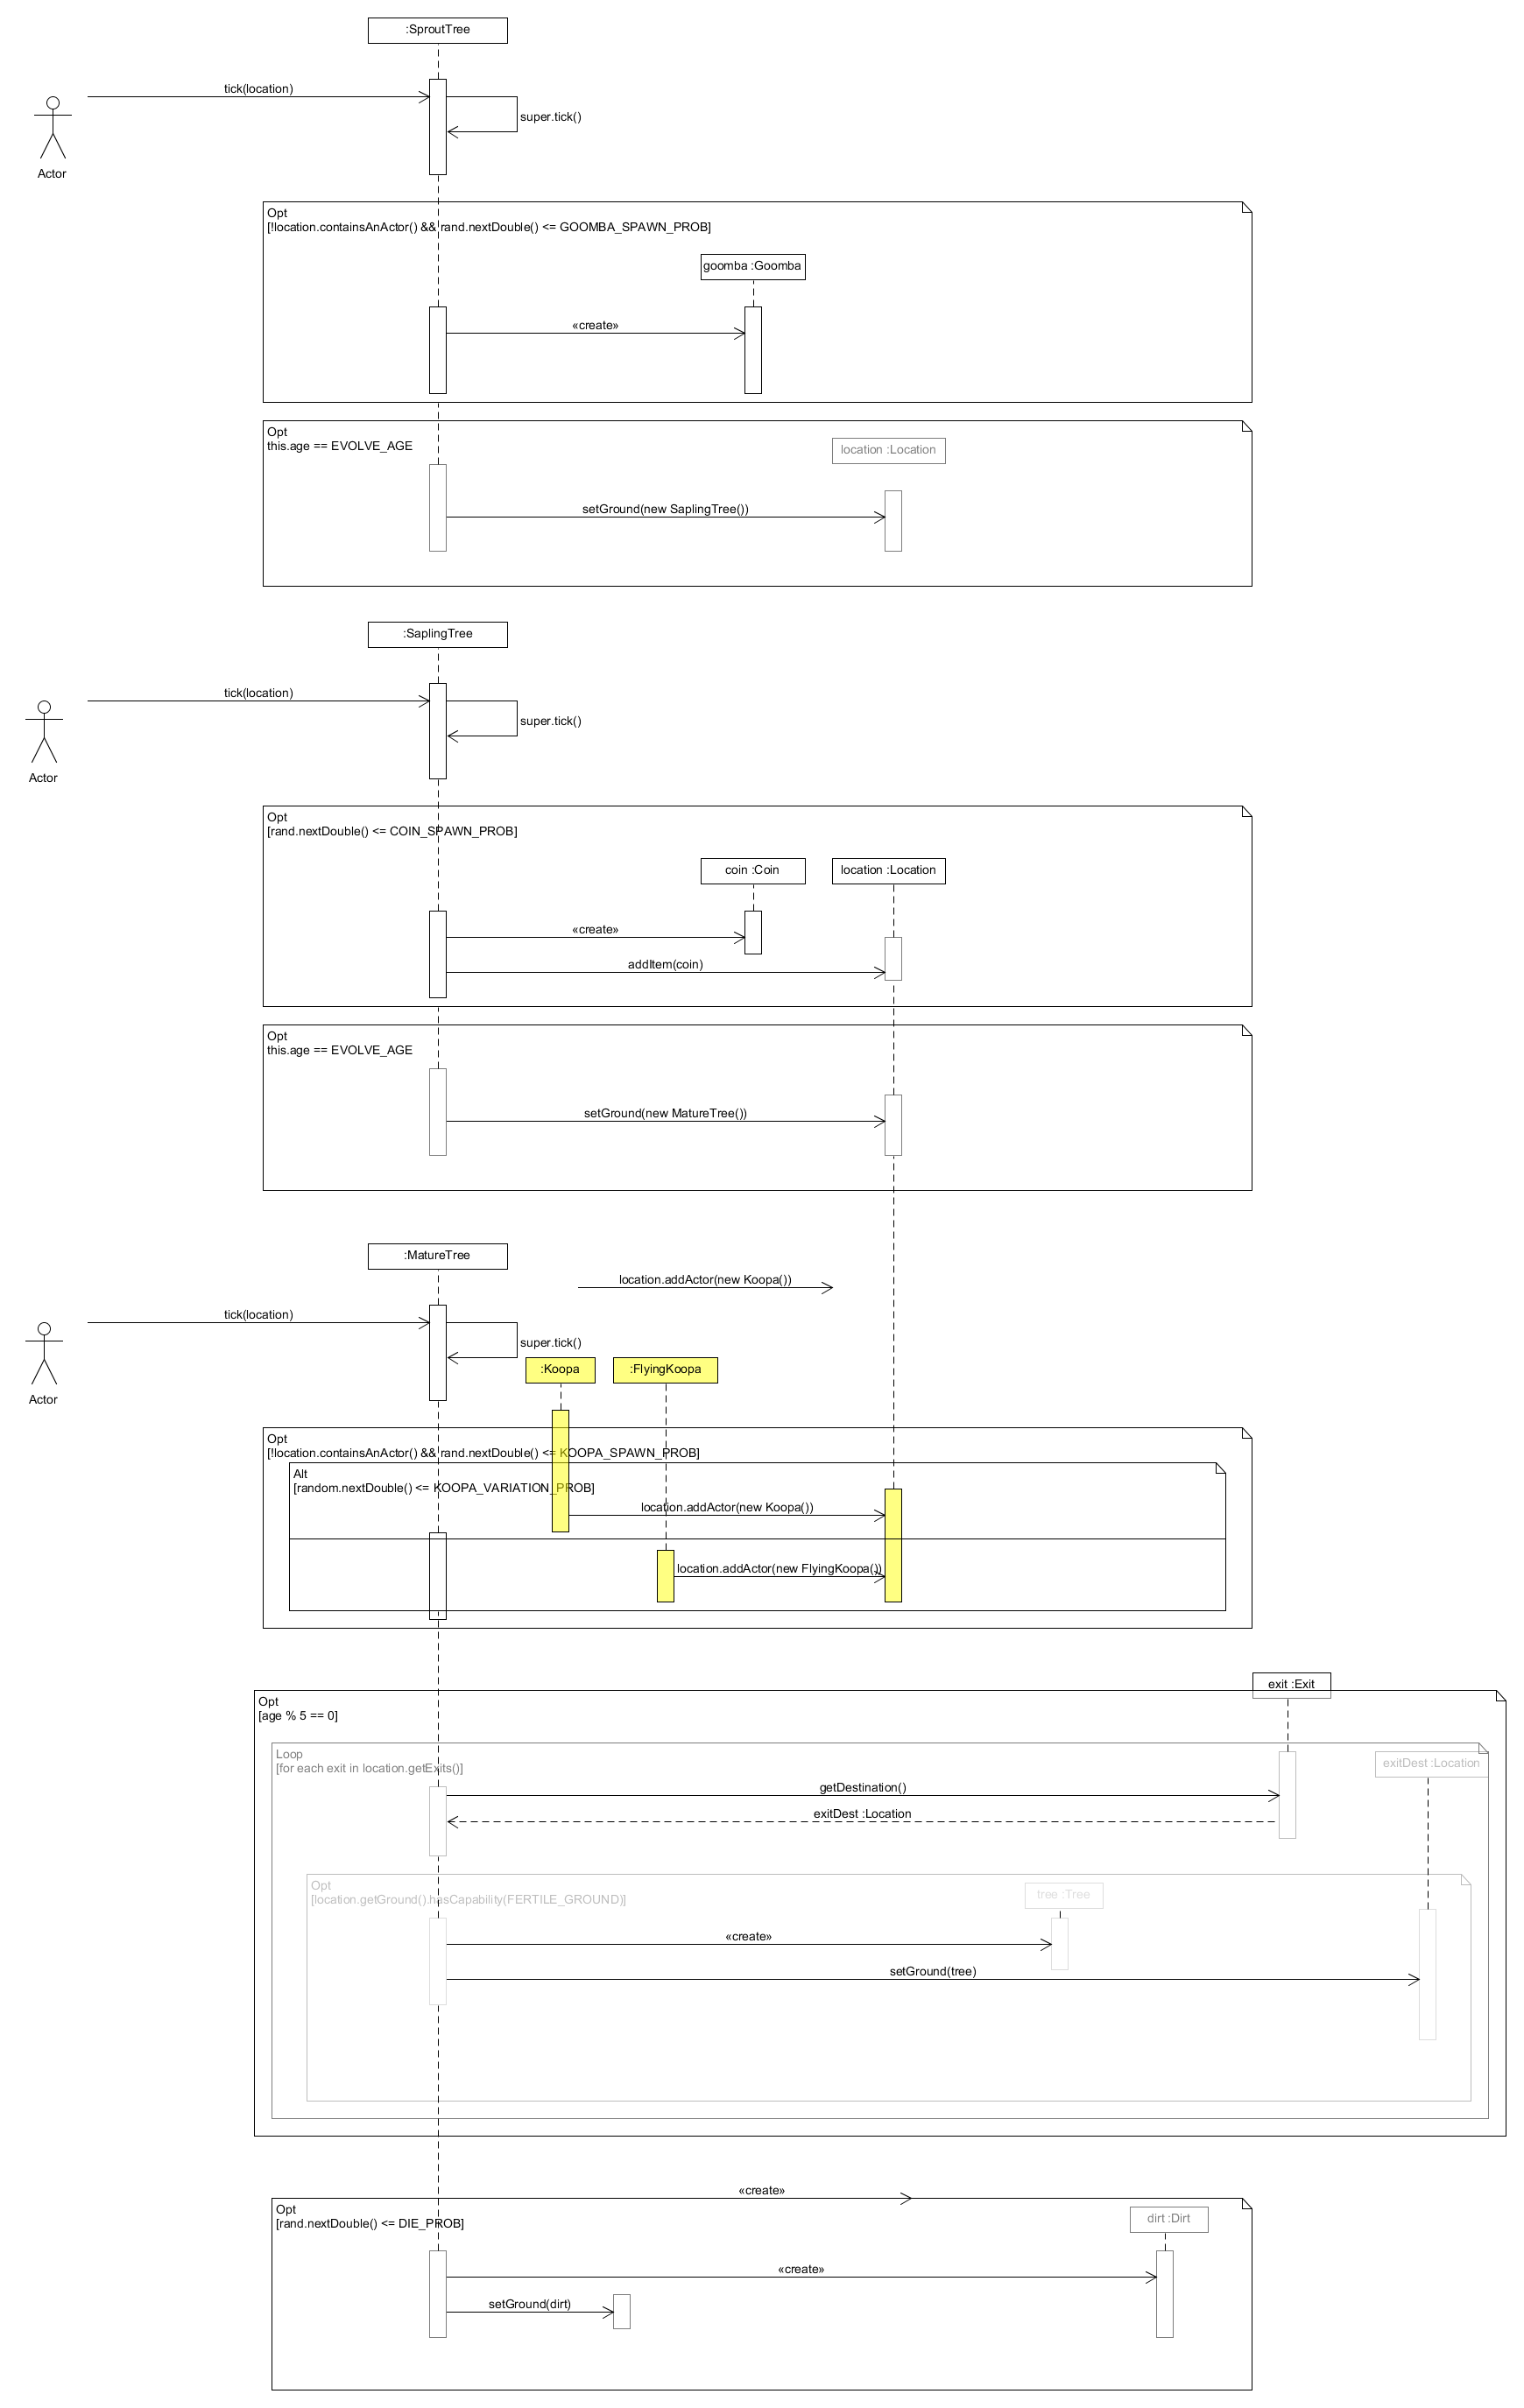 :SproutTree
tick(location)
super.tick()
Actor
Opt
[!location.containsAnActor() && rand.nextDouble() <= GOOMBA_SPAWN_PROB]
goomba :Goomba
«create»
Opt
this.age == EVOLVE_AGE
location :Location
setGround(new SaplingTree())
:SaplingTree
tick(location)
super.tick()
Actor
Opt
[rand.nextDouble() <= COIN_SPAWN_PROB]
coin :Coin
location :Location
«create»
addItem(coin)
Opt
this.age == EVOLVE_AGE
setGround(new MatureTree())
:MatureTree
location.addActor(new Koopa())
tick(location)
super.tick()
:Koopa
:FlyingKoopa
Actor
Opt
[!location.containsAnActor() && rand.nextDouble() <= KOOPA_SPAWN_PROB]
Alt
[random.nextDouble() <= KOOPA_VARIATION_PROB]
location.addActor(new Koopa())
location.addActor(new FlyingKoopa())
exit :Exit
Opt
[age % 5 == 0]
Loop
[for each exit in location.getExits()]
exitDest :Location
getDestination()
exitDest :Location
Opt
[location.getGround().hasCapability(FERTILE_GROUND)]
tree :Tree
«create»
setGround(tree)
«create»
Opt
[rand.nextDouble() <= DIE_PROB]
dirt :Dirt
«create»
setGround(dirt)